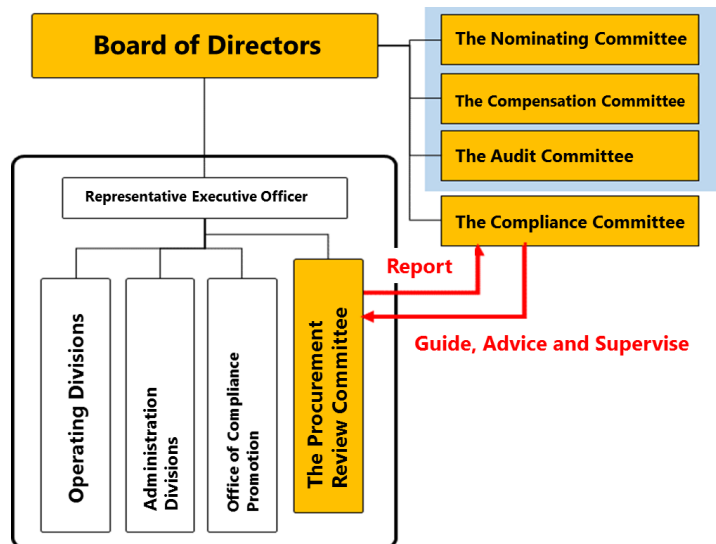 Board of Directors
The Nominating Committee
The Compensation Committee
The Audit Committee
The Compliance Committee
Representative Executive Officer
Report
Guide, Advice and Supervise
Operating Divisions
Administration
Divisions
Office of Compliance
Promotion
The Procurement
Review Committee